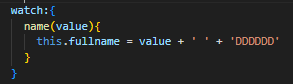 watch:{
  name(value){
    this.fullname = value + ' ' + 'DDDDDD'
  }
}